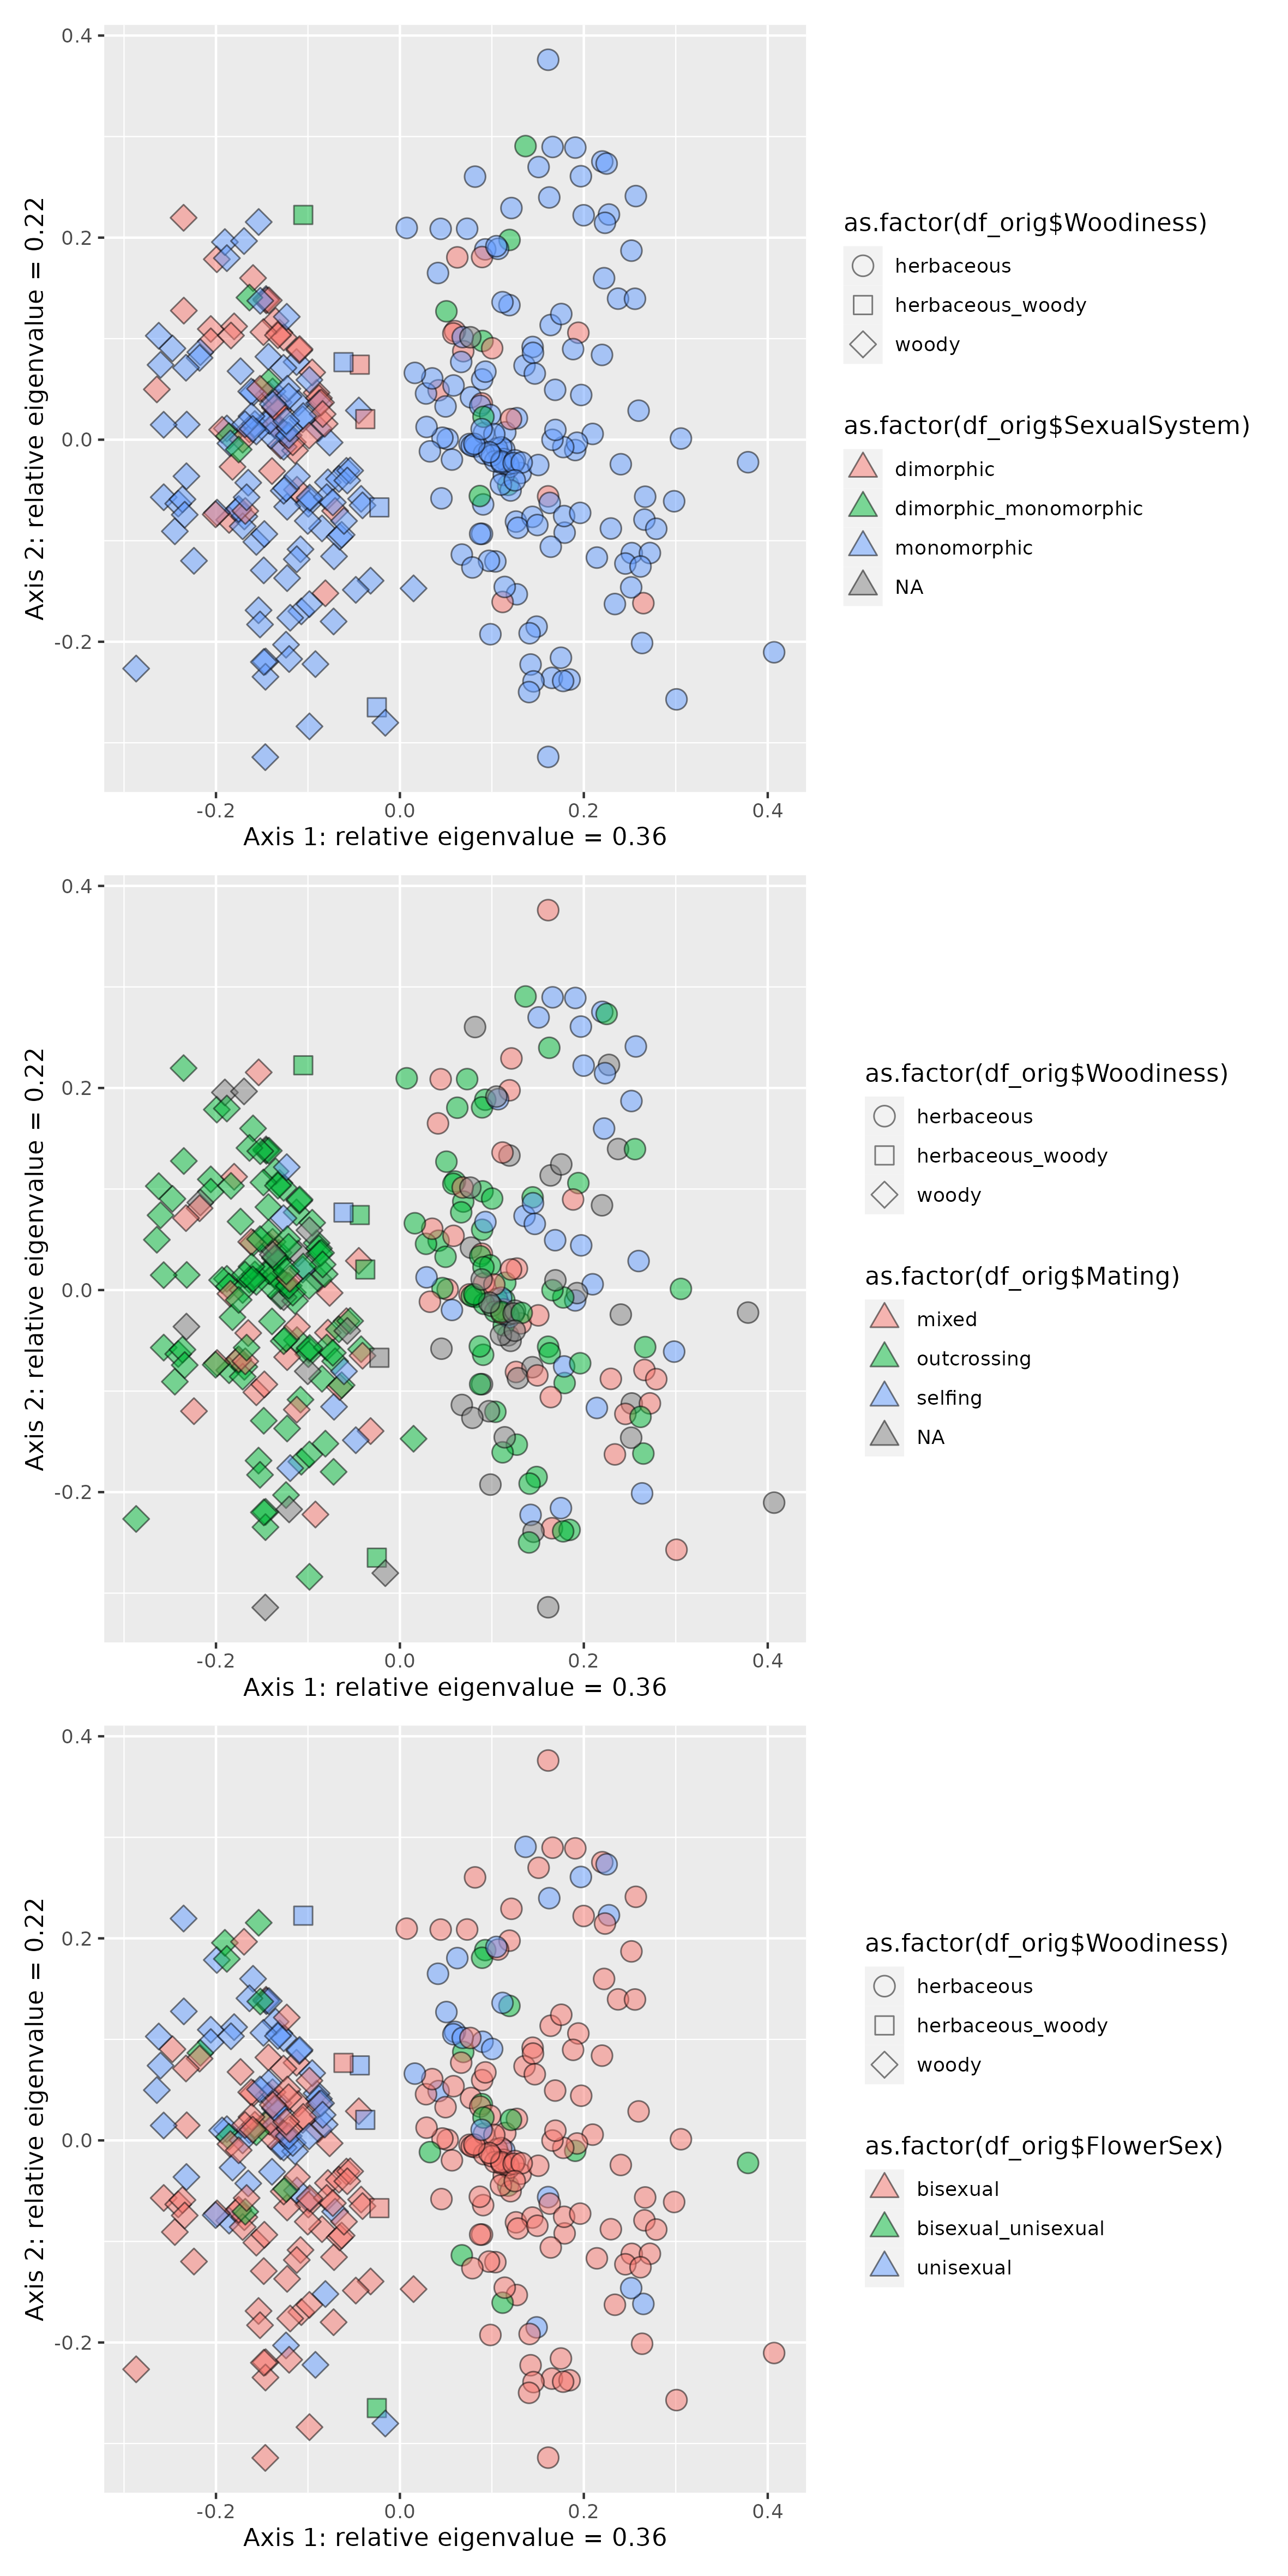 0.4
0.2
0.0
-0.2
Axis 2: relative eigenvalue = 0.22
-0.2
0.0
0.2
0.4
Axis 1: relative eigenvalue = 0.36
as.factor(df_orig$Woodiness)
herbaceous
herbaceous_woody
woody
as.factor(df_orig$SexualSystem)
dimorphic
dimorphic_monomorphic
monomorphic
NA
0.4
0.2
0.0
-0.2
Axis 2: relative eigenvalue = 0.22
-0.2
0.0
0.2
0.4
Axis 1: relative eigenvalue = 0.36
as.factor(df_orig$Woodiness)
herbaceous
herbaceous_woody
woody
as.factor(df_orig$Mating)
mixed
outcrossing
selfing
NA
0.4
0.2
0.0
-0.2
Axis 2: relative eigenvalue = 0.22
-0.2
0.0
0.2
0.4
Axis 1: relative eigenvalue = 0.36
as.factor(df_orig$Woodiness)
herbaceous
herbaceous_woody
woody
as.factor(df_orig$FlowerSex)
bisexual
bisexual_unisexual
unisexual